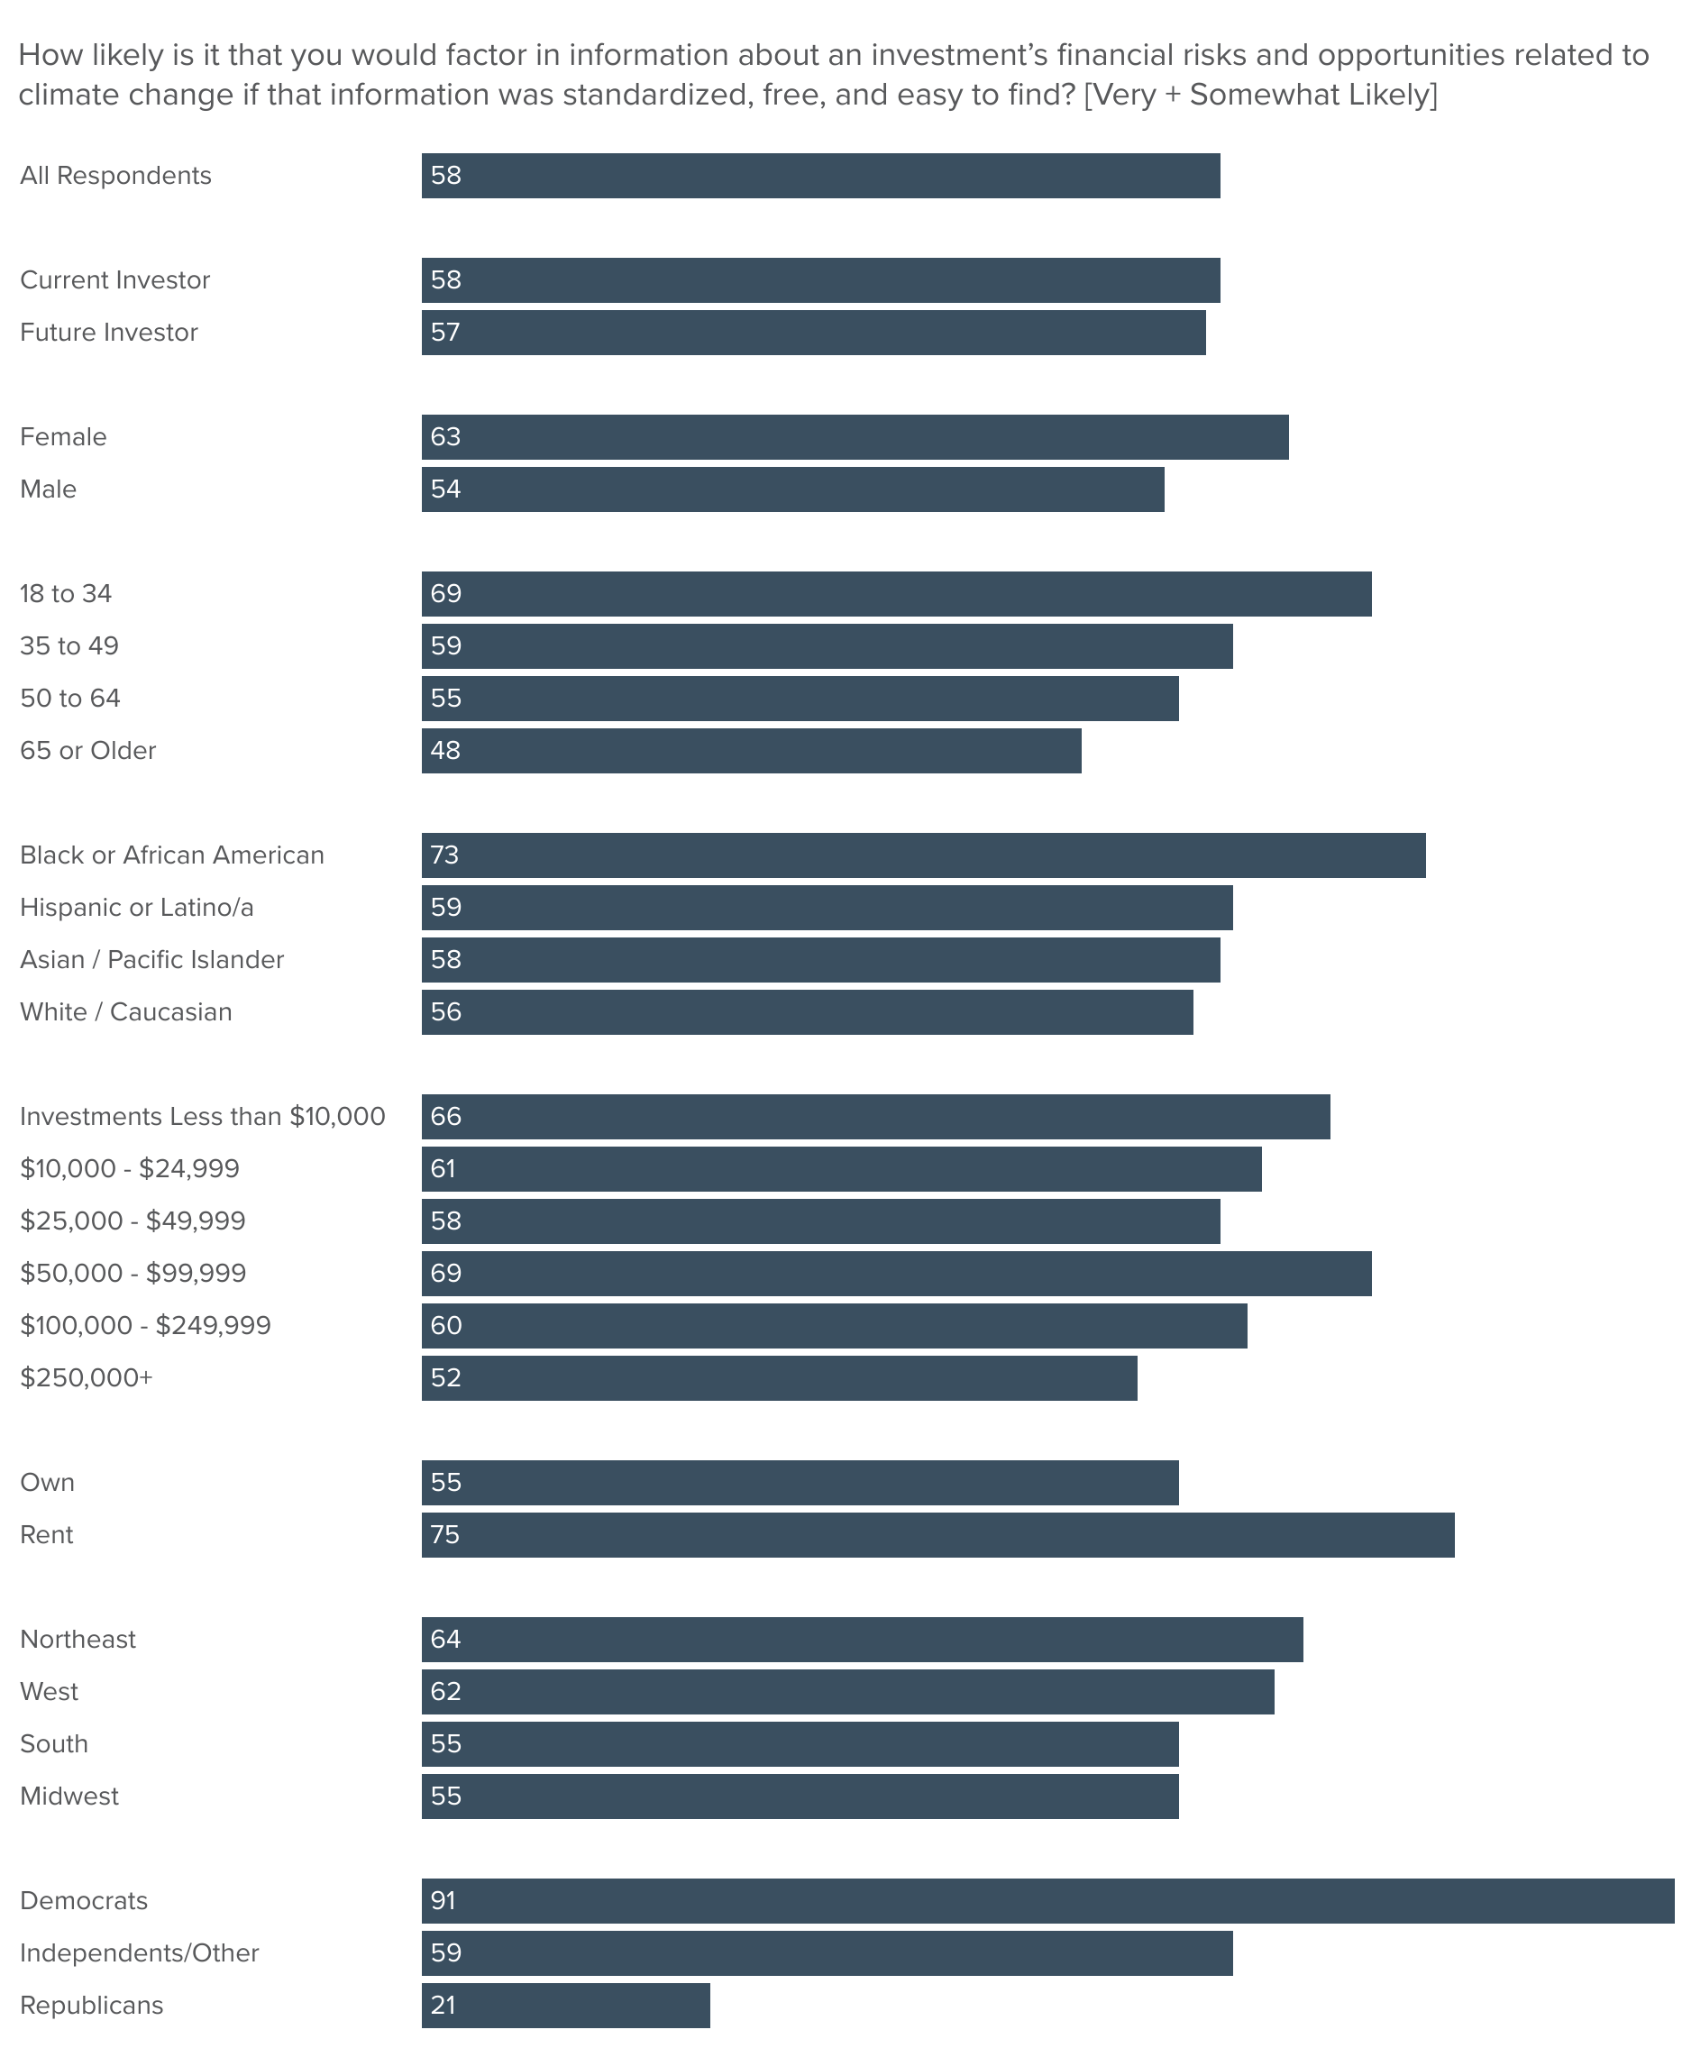 How likely is it that you would factor in information about an investment’s financial risks and opportunities related to
climate change if that information was standardized, free, and easy to find? [Very + Somewhat Likely]
All Respondents 58
Current Investor 58
Future Investor 57
Female 63
Male 54
18 to 34 69
35 to 49 59
50 to 64 55
65 or Older 48
Black or African American 73
Hispanic or Latino/a 59
Asian / Pacific Islander 58
White / Caucasian 56
Investments Less than $10,000 66
$10,000 - $24,999 61
$25,000 - $49,999 58
$50,000 - $99,999 69
$100,000 - $249,999 60
$250,000+ 52
Own 55
Rent 75
Northeast 64
West 62
South 55
Midwest 55
Democrats 91
Independents/Other 59
Republicans 21